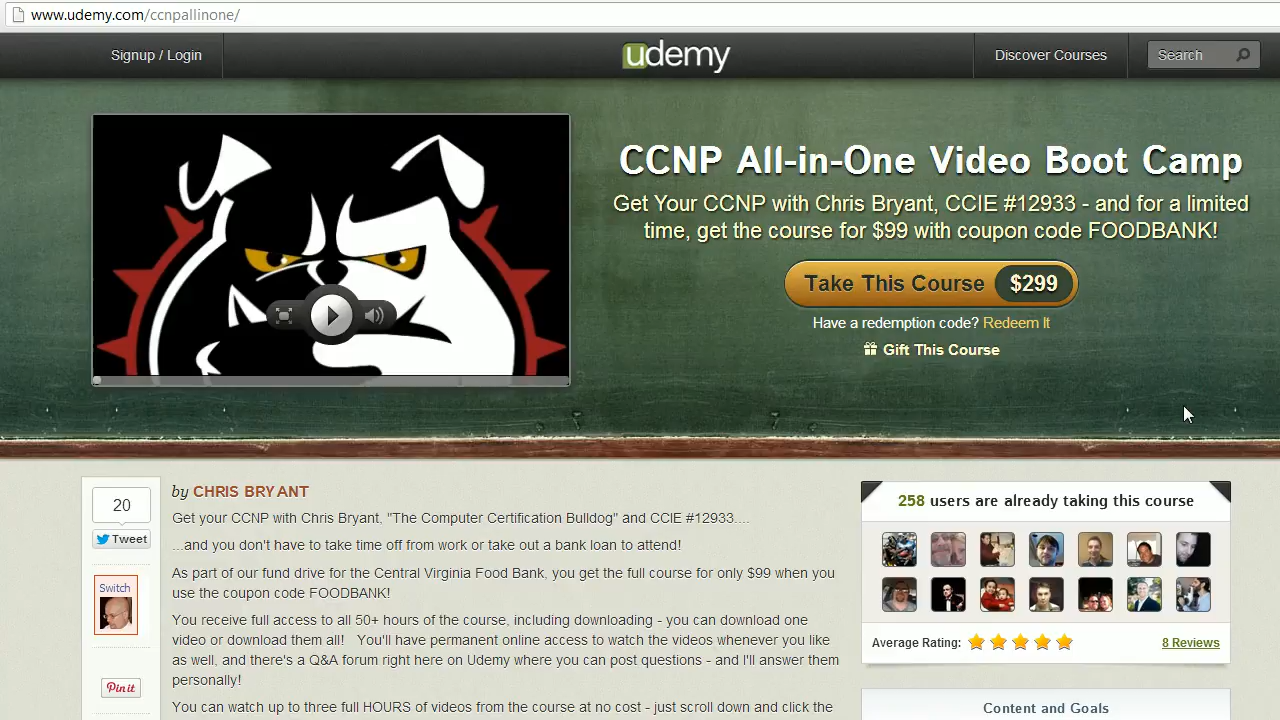 www.udemy.com/ccnpallinone/
Signup / Login
udemy
Discover Courses
Search
CCNP All-in-One Video Boot Camp
Get Your CCNP with Chris Bryant, CCIE #12933 - and for a limited
time, get the course for $99 with coupon code FOODBANK!
Take This Course $299
Have a redemption code? Redeem It
Gift This Course
20
Tweet
Switch
Pin it
by CHRIS BRYANT
Get your CCNP with Chris Bryant, "The Computer Certification Bulldog" and CCIE #12933....
...and you don't have to take time off from work or take out a bank loan to attend!
As part of our fund drive for the Central Virginia Food Bank, you get the full course for only $99 when you
use the coupon code FOODBANK!
You receive full access to all 30+ hours of the course, including downloading - you can download one
video or download them all! You'll have permanent online access to watch the videos whenever you like
as well, and there's a Q&A forum right here on Udemy where you can post questions - and I'll answer them
personally!
You can watch up to three full HOURS of videos from the course at no cost - just scroll down and click the
258 users are already taking this course
Average Rating:
8 Reviews
Content and Goals